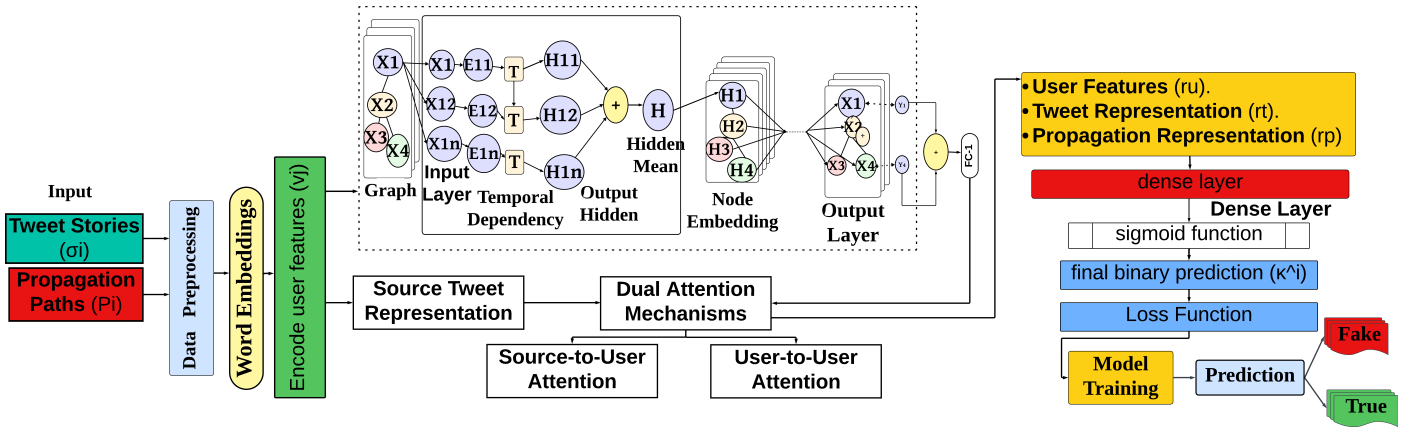 Input
Tweet Stories
(σi)
Propagation
Paths (Pi)
Data Preprocessing
Word Embeddings
Encode user features (vj)
X1
X2
X3
X4
Graph
X1
X12
X1n
Input
Layer
E11
E12
E1n
T
T
T
Temporal
Dependency
H11
H12
H1n
Output
Hidden
+
H
Hidden
Mean
H1
H2
H3
H4
Node
Embedding
X1
X2
+
X3
X4
Output
Layer
Y₁
Y₄
+
FC-1
Source Tweet
Representation
Dual Attention
Mechanisms
Source-to-User
Attention
User-to-User
Attention
• User Features (ru).
• Tweet Representation (rt).
• Propagation Representation (rp)
dense layer
Dense Layer
sigmoid function
final binary prediction (κ^i)
Loss Function
Model
Training
Prediction
Fake
True